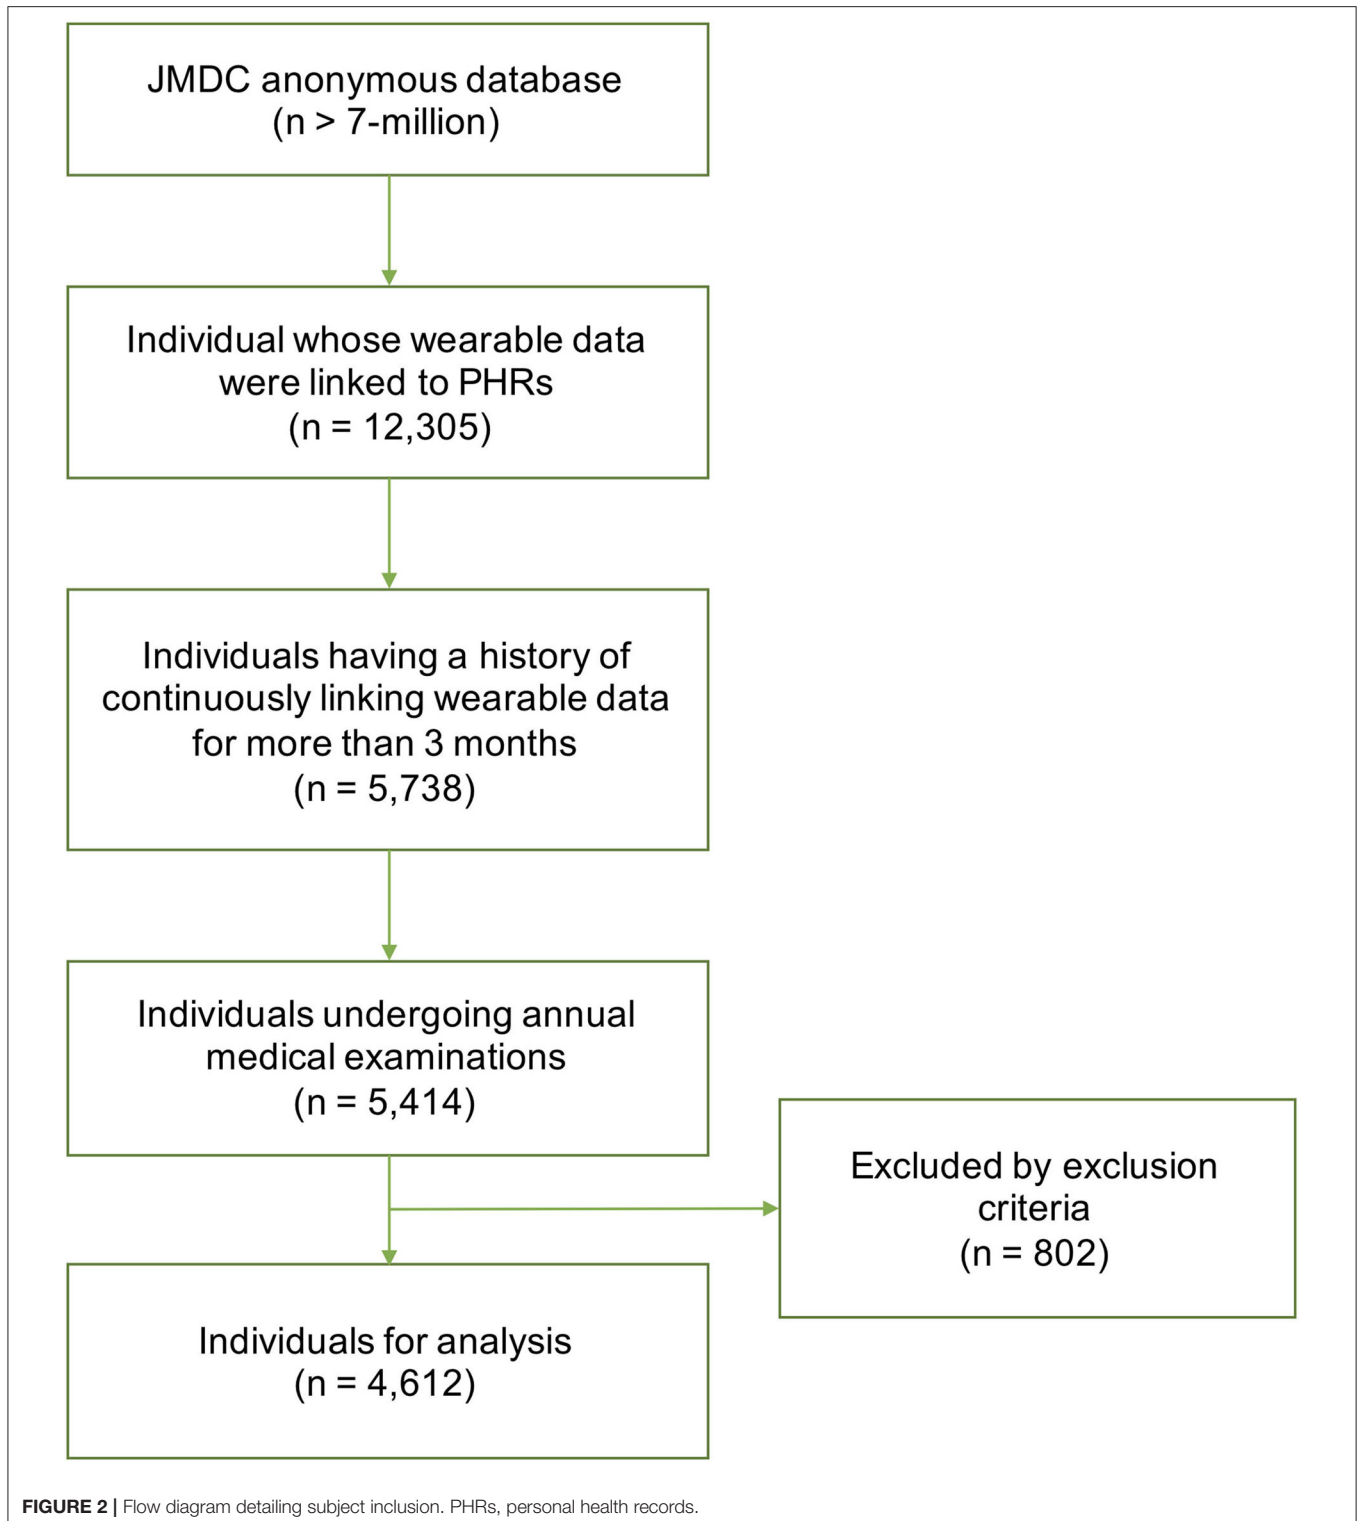 JMDC anonymous database
(n > 7-million)
Individual whose wearable data
were linked to PHRs
(n = 12,305)
Individuals having a history of
continuously linking wearable data
for more than 3 months
(n = 5,738)
Individuals undergoing annual
medical examinations
(n = 5,414)
Excluded by exclusion
criteria
(n = 802)
Individuals for analysis
(n = 4,612)
FIGURE 2 | Flow diagram detailing subject inclusion. PHRs, personal health records.